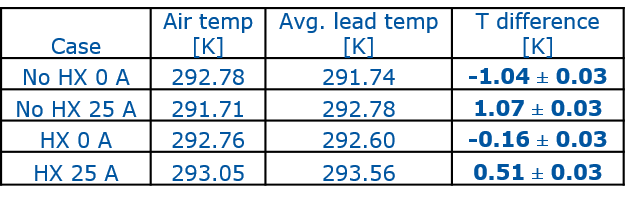 Case Air temp [K] Avg. lead temp [K] T difference [K]
No HX 0 A 292.78 291.74 -1.04 ± 0.03
No HX 25 A 291.71 292.78 1.07 ± 0.03
HX 0 A 292.76 292.60 -0.16 ± 0.03
HX 25 A 293.05 293.56 0.51 ± 0.03